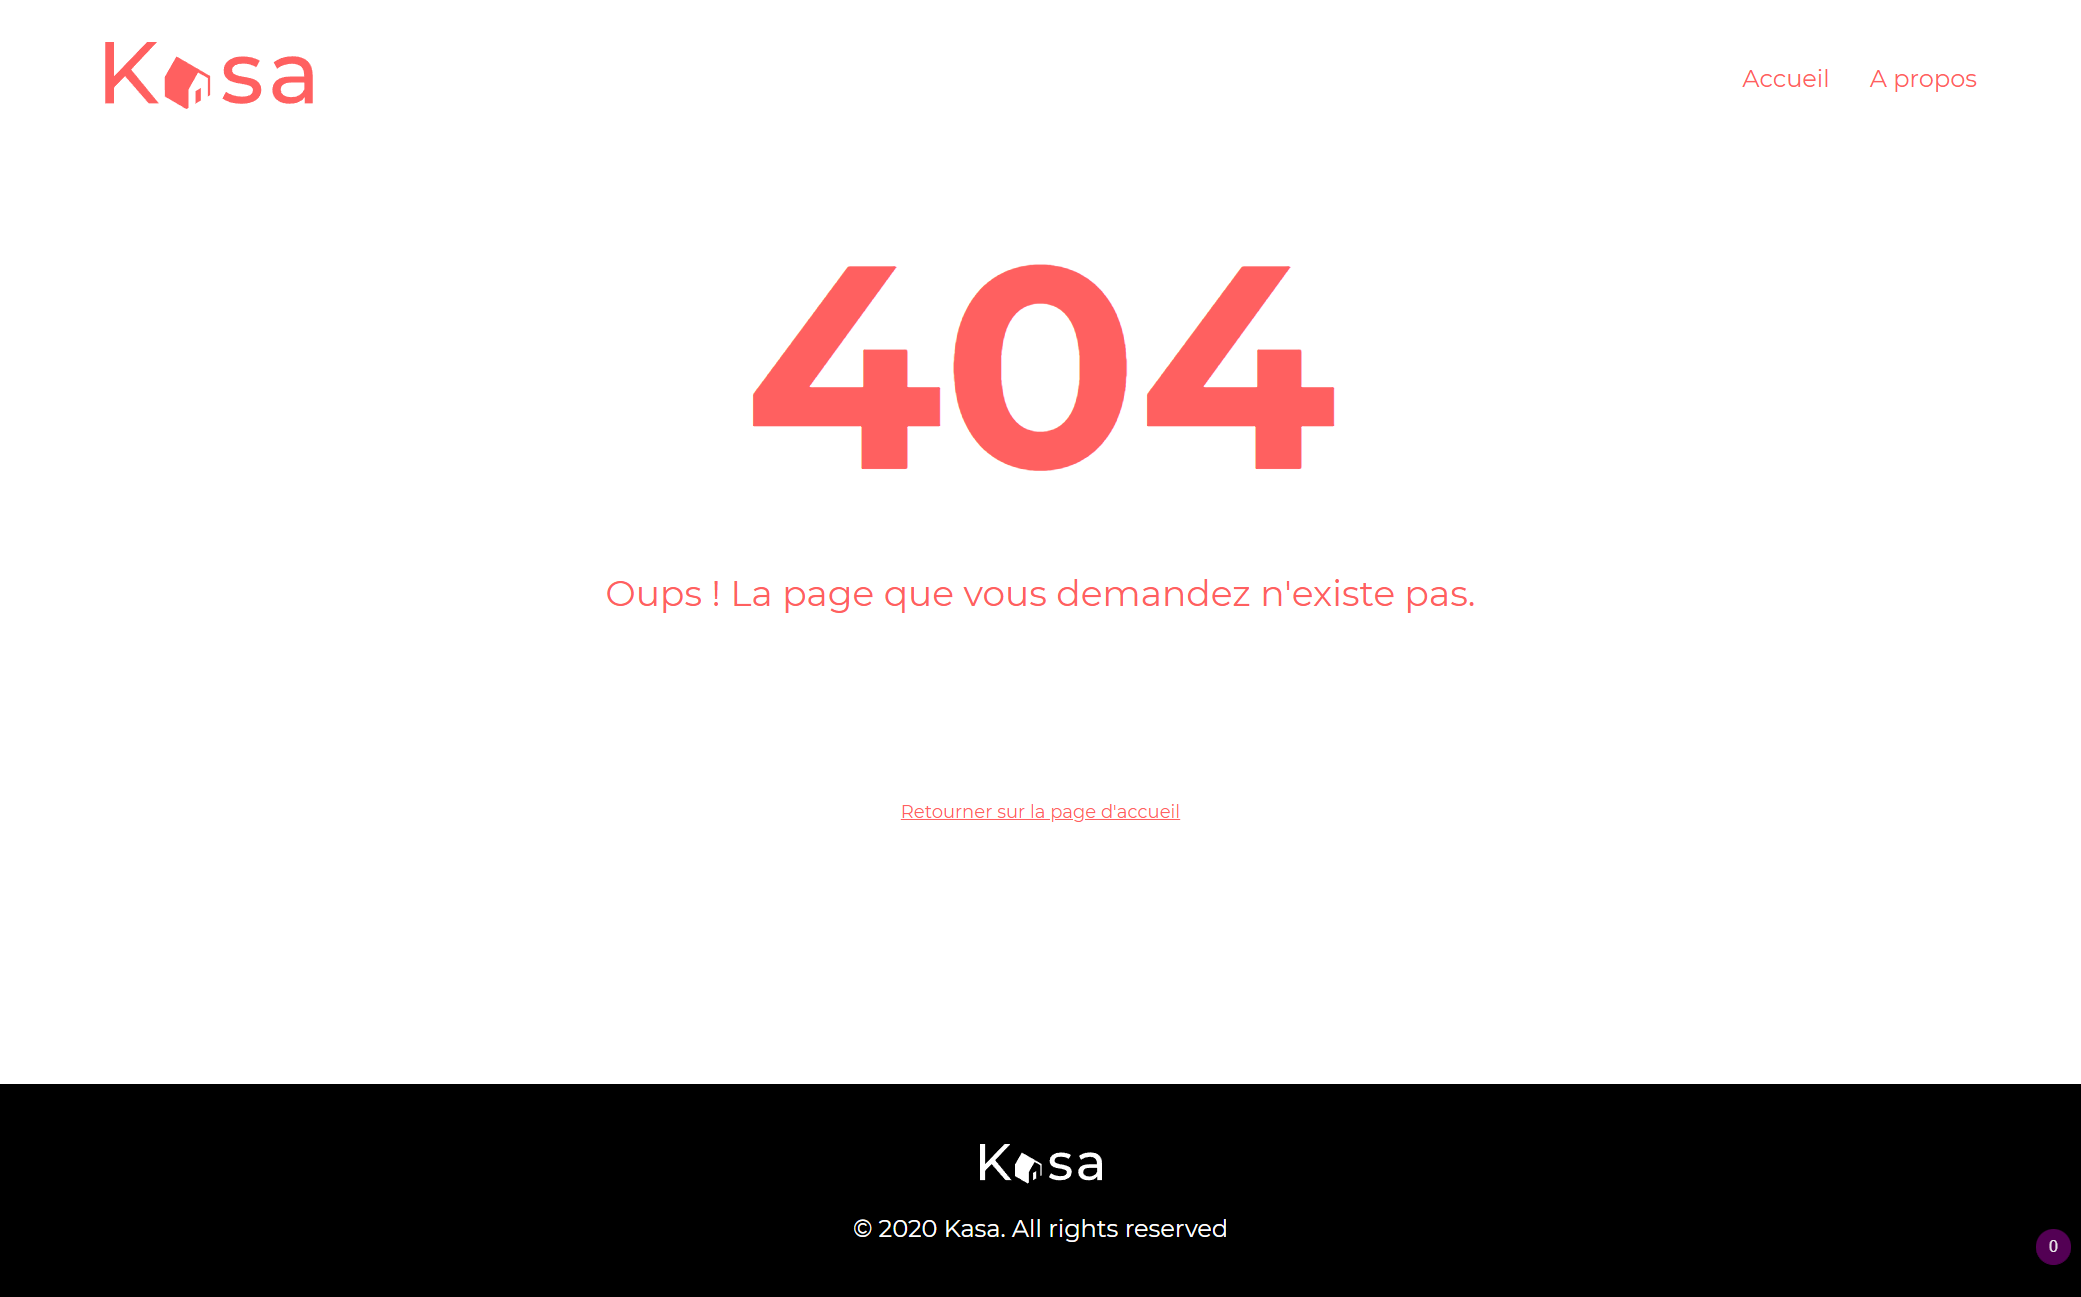 Kasa
Accueil A propos
404
Oups ! La page que vous demandez n'existe pas.
Retourner sur la page d'accueil
Kasa
© 2020 Kasa. All rights reserved
0